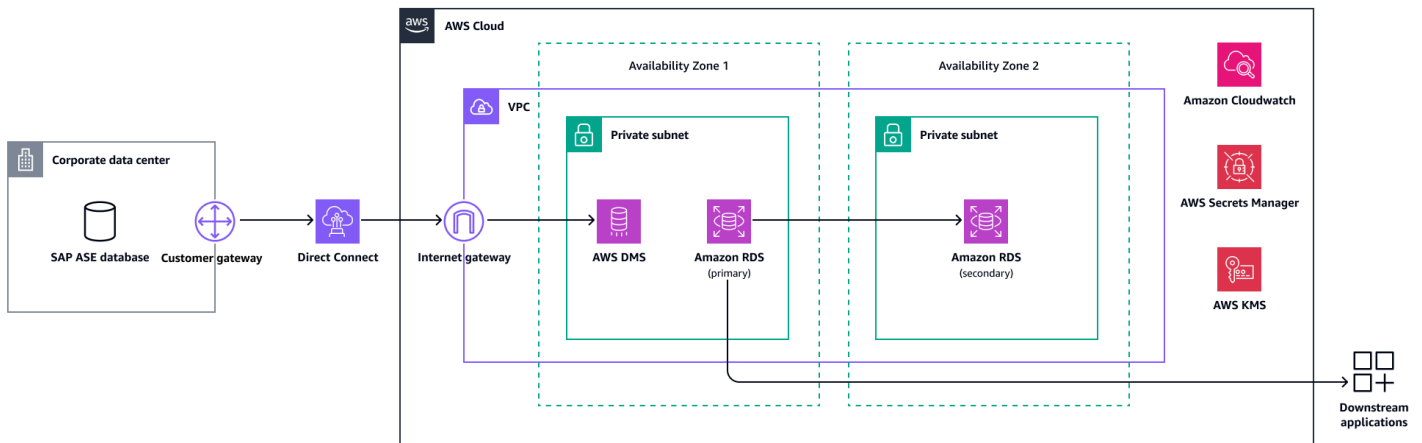 aws
AWS Cloud
Availability Zone 1
Availability Zone 2
Amazon Cloudwatch
VPC
Private subnet
Private subnet
Corporate data center
AWS Secrets Manager
SAP ASE database
Customer gateway
Direct Connect
Internet gateway
AWS DMS
Amazon RDS
(primary)
Amazon RDS
(secondary)
AWS KMS
Downstream
applications